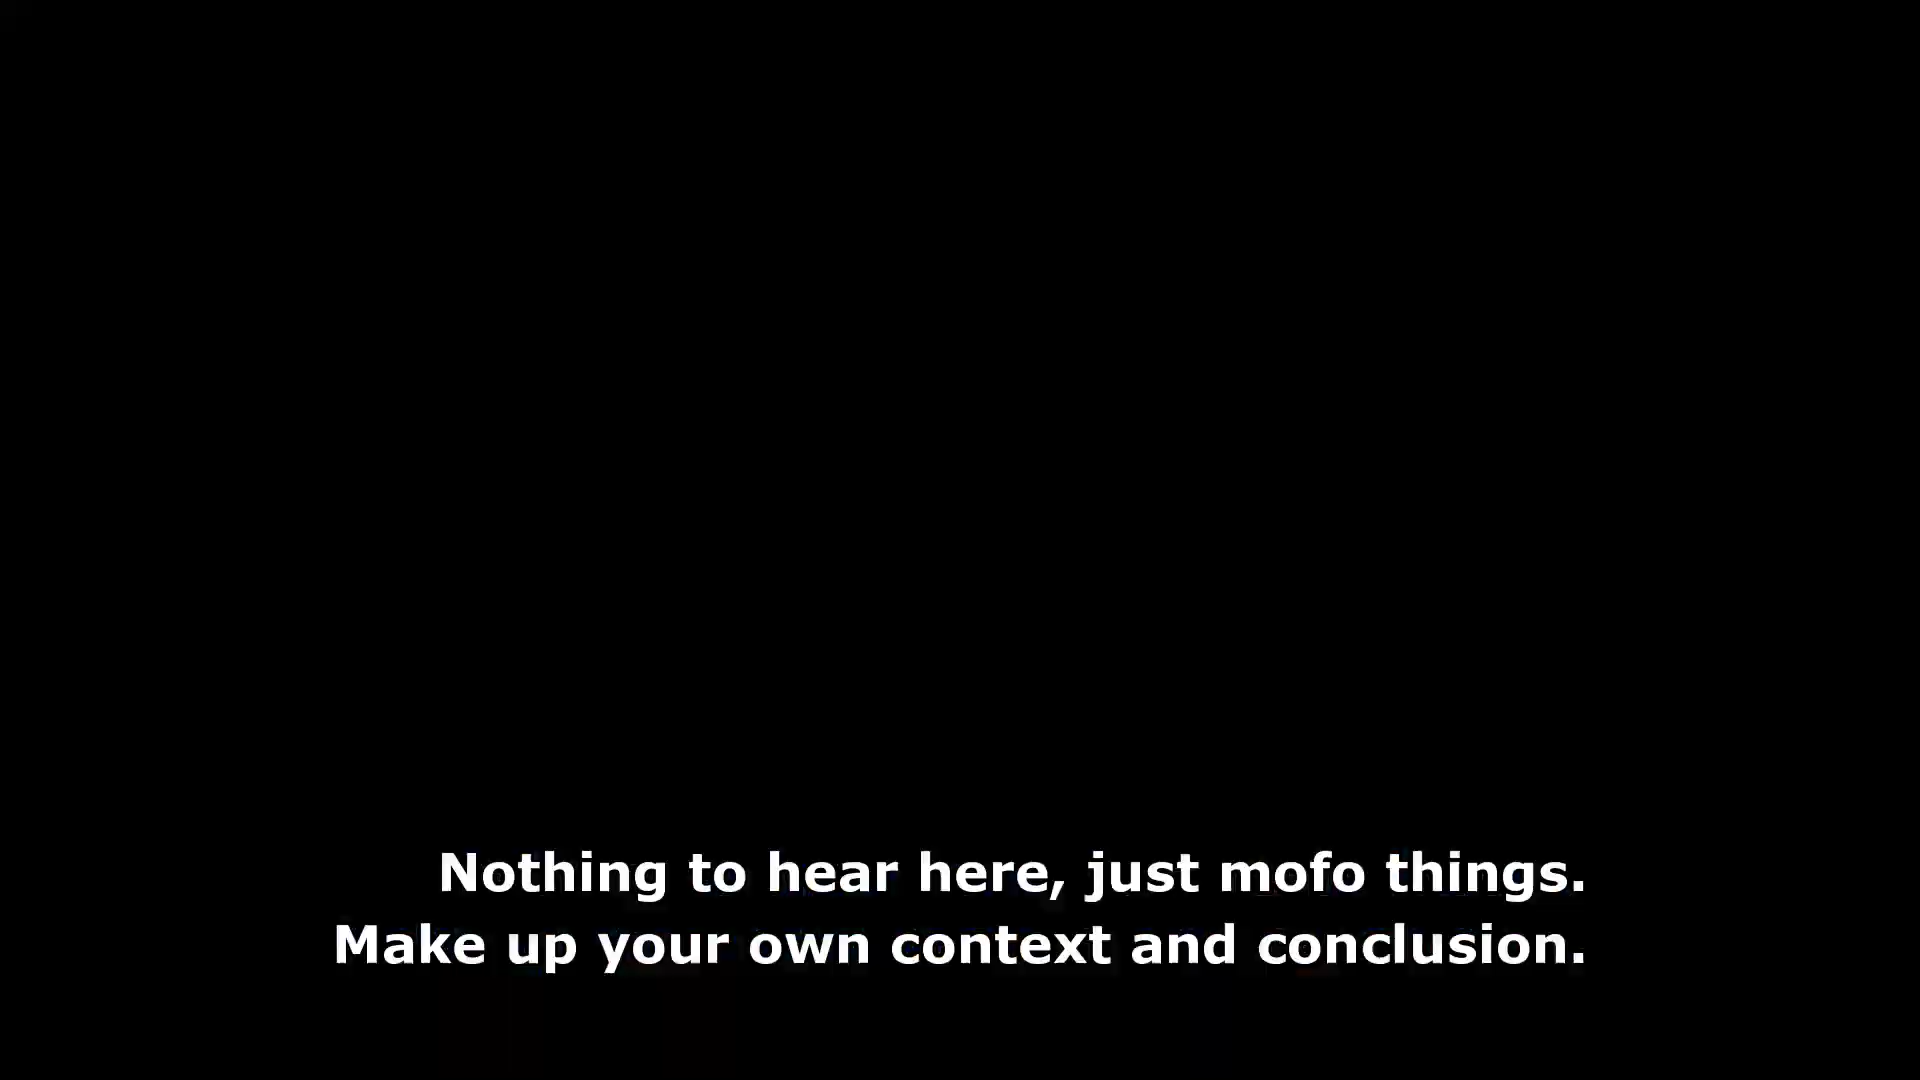 Nothing to hear here, just mofo things.
Make up your own context and conclusion.